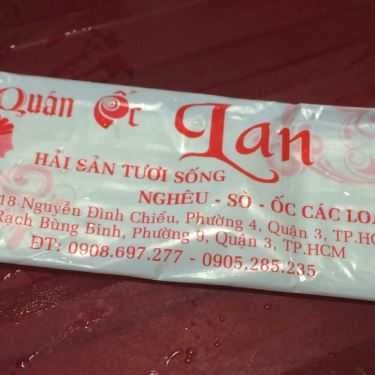 Quán Ốc Lan
HẢI SẢN TƯƠI SỐNG
NGHÊU - SÒ - ỐC CÁC LOẠ
18 Nguyễn Đình Chiểu, Phường 4, Quận 3, TP.HC
Rạch Bùng Binh, Phường 9, Quận 3, TP.HCM
ĐT: 0908.697.277 - 0905.285.235